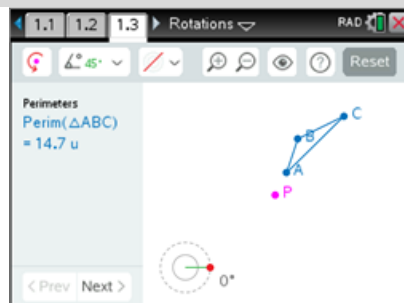 1.1 1.2 1.3 Rotations RAD
45° Reset
Perimeters
Perim(△ABC)
= 14.7 u
C
B
A
P
0°
< Prev Next >